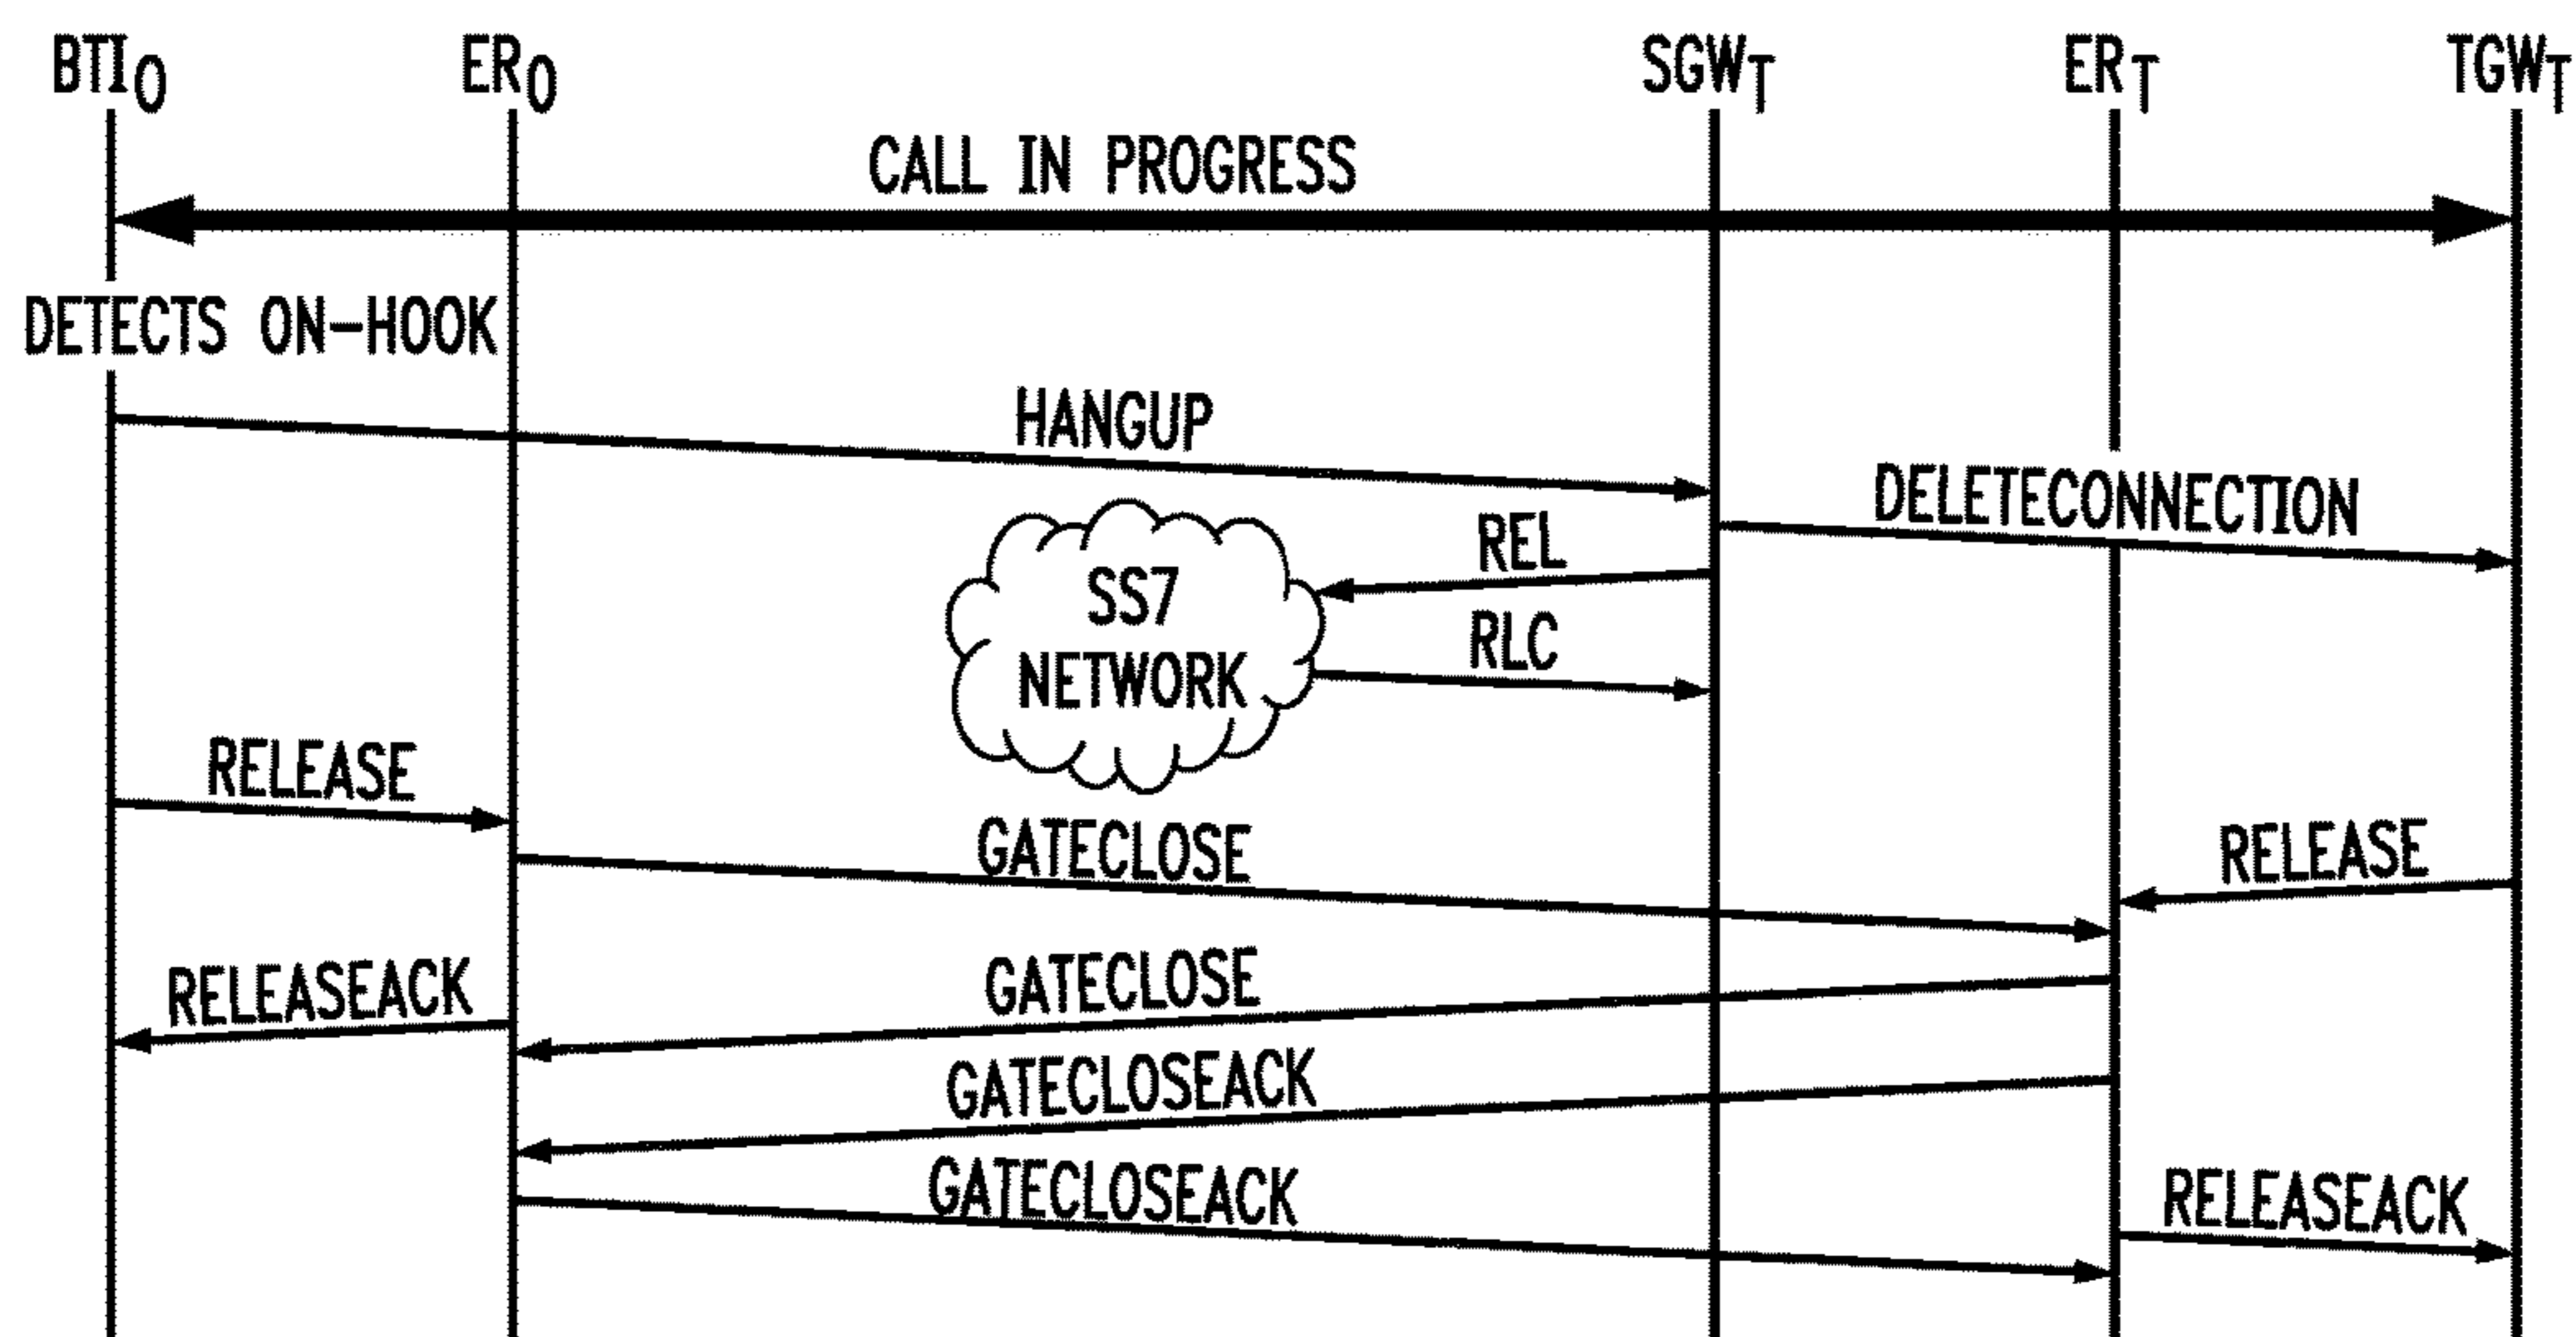 BTIO ERO SGWT ERT TGWT
CALL IN PROGRESS
DETECTS ON-HOOK
HANGUP
DELETECONNECTION
REL
SS7
NETWORK
RLC
RELEASE
GATECLOSE
RELEASE
GATECLOSE
RELEASEACK
GATECLOSEACK
GATECLOSEACK
RELEASEACK